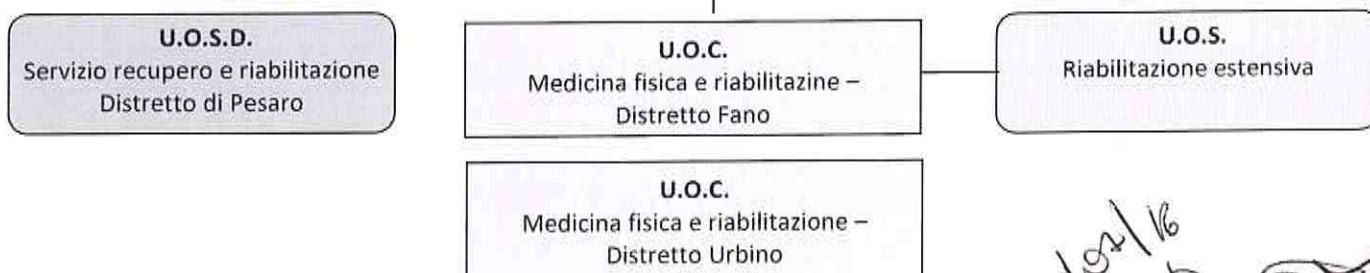 U.O.S.D.
Servizio recupero e riabilitazione
Distretto di Pesaro
U.O.C.
Medicina fisica e riabilitazine –
Distretto Fano
U.O.S.
Riabilitazione estensiva
U.O.C.
Medicina fisica e riabilitazione –
Distretto Urbino